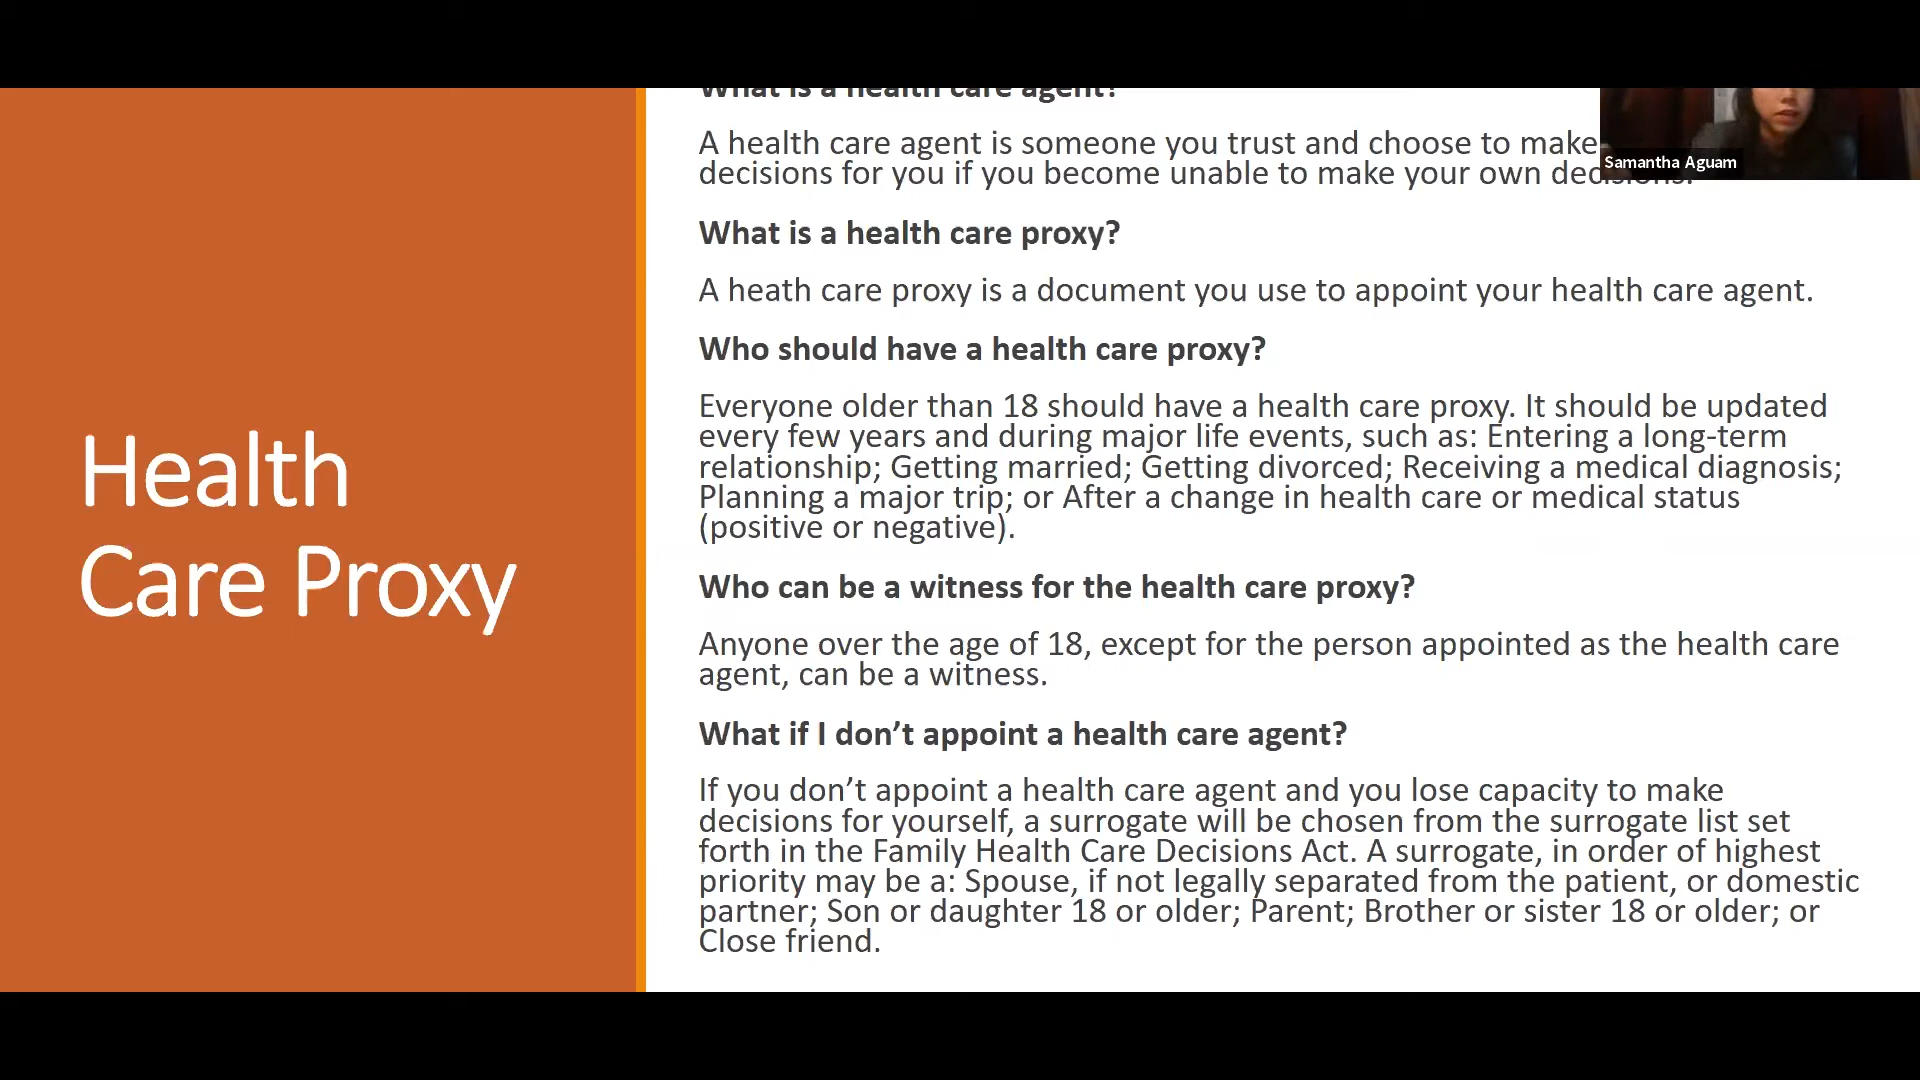 Health
Care Proxy
What is a health care agent?
A health care agent is someone you trust and choose to make
decisions for you if you become unable to make your own decisions.
What is a health care proxy?
A heath care proxy is a document you use to appoint your health care agent.
Who should have a health care proxy?
Everyone older than 18 should have a health care proxy. It should be updated
every few years and during major life events, such as: Entering a long-term
relationship; Getting married; Getting divorced; Receiving a medical diagnosis;
Planning a major trip; or After a change in health care or medical status
(positive or negative).
Who can be a witness for the health care proxy?
Anyone over the age of 18, except for the person appointed as the health care
agent, can be a witness.
What if I don’t appoint a health care agent?
If you don’t appoint a health care agent and you lose capacity to make
decisions for yourself, a surrogate will be chosen from the surrogate list set
forth in the Family Health Care Decisions Act. A surrogate, in order of highest
priority may be a: Spouse, if not legally separated from the patient, or domestic
partner; Son or daughter 18 or older; Parent; Brother or sister 18 or older; or
Close friend.
Samantha Aguam